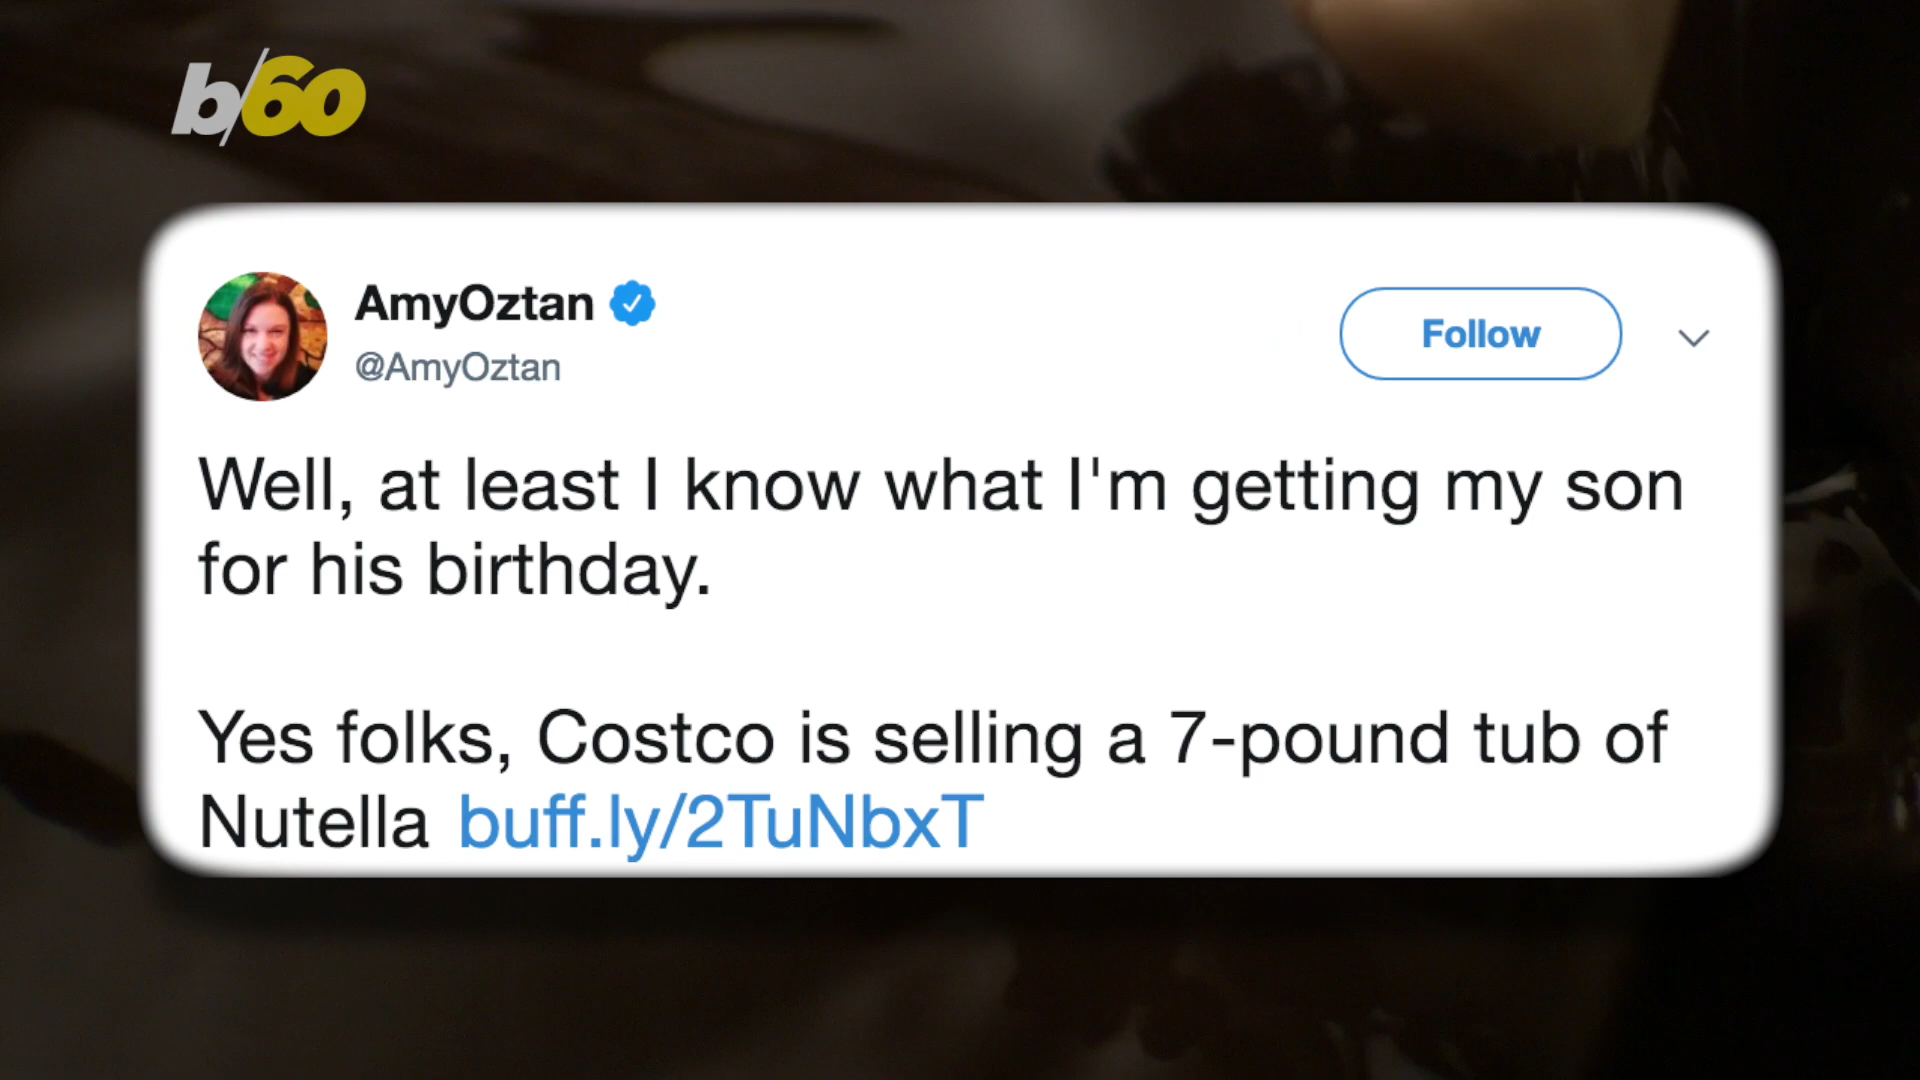 b/60
AmyOztan
@AmyOztan
Follow
Well, at least I know what I'm getting my son
for his birthday.
Yes folks, Costco is selling a 7-pound tub of
Nutella buff.ly/2TuNbxT